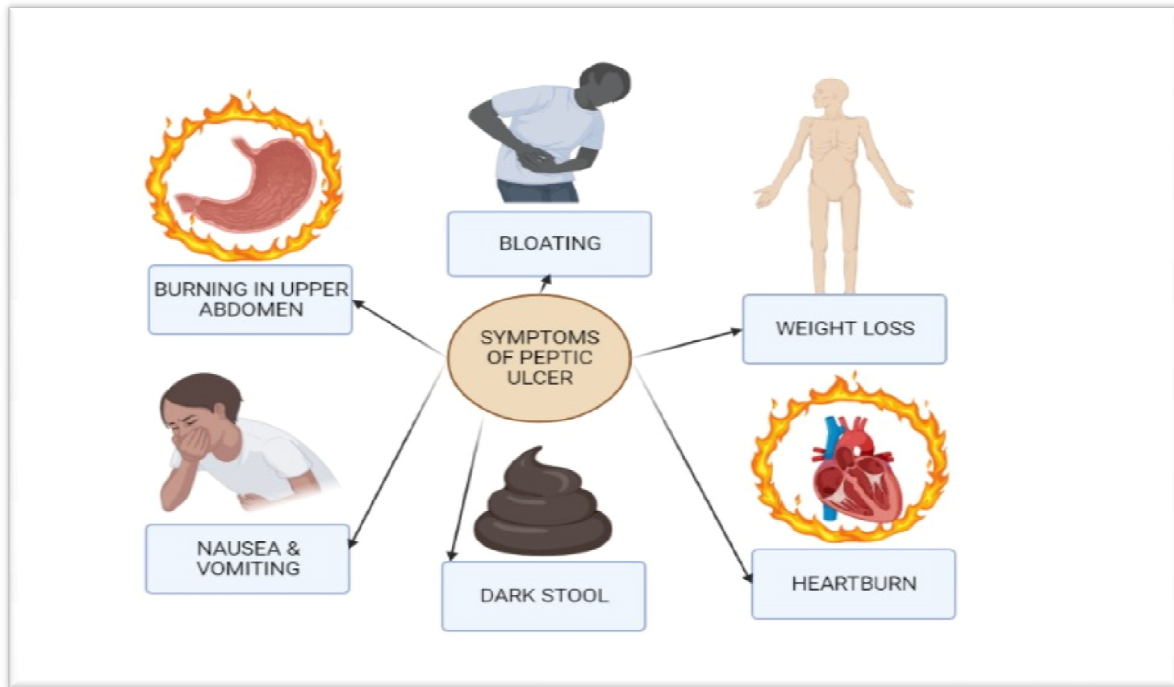 BLOATING
BURNING IN UPPER
ABDOMEN
SYMPTOMS
OF PEPTIC
ULCER
WEIGHT LOSS
NAUSEA &
VOMITING
DARK STOOL
HEARTBURN